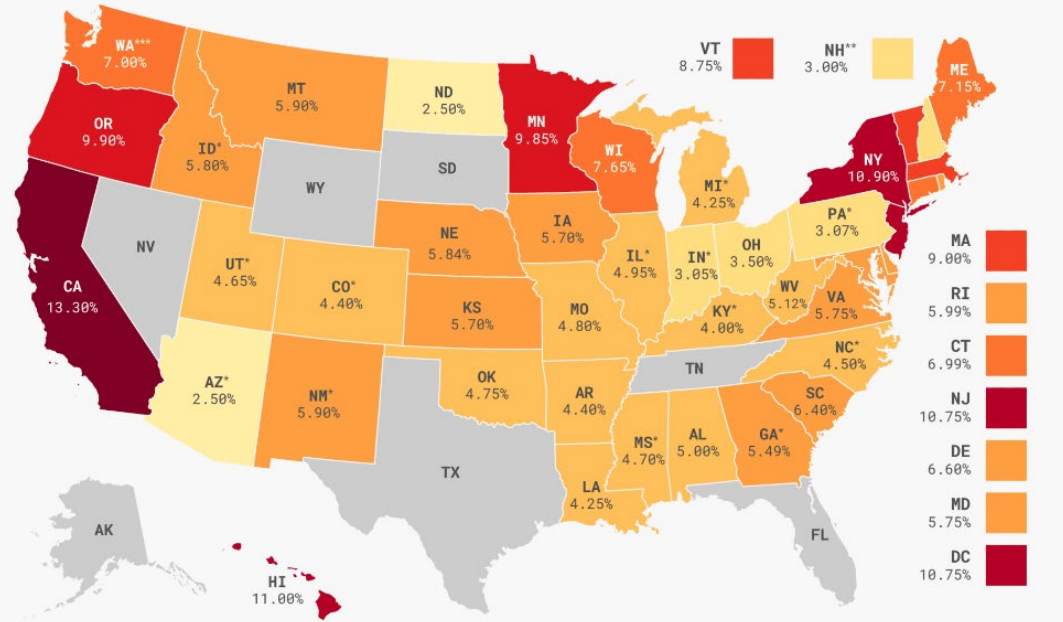 WA***
7.00%
MT
5.90%
ND
2.50%
MN
9.85%
VT
8.75%
NH**
3.00%
ME
7.15%
OR
9.90%
ID*
5.80%
SD
WI
7.65%
NY
10.90%
WY
MI*
4.25%
NV
NE
5.84%
IA
5.70%
PA*
3.07%
MA
9.00%
UT*
4.65%
CO*
4.40%
IL*
4.95%
IN*
3.05%
OH
3.50%
CA
13.30%
KS
5.70%
MO
4.80%
KY*
4.00%
WV
5.12%
VA
5.75%
RI
5.99%
CT
6.99%
AZ*
2.50%
NM*
5.90%
OK
4.75%
AR
4.40%
TN
NC*
4.50%
SC
6.40%
NJ
10.75%
TX
MS*
4.70%
AL
5.00%
GA*
5.49%
DE
6.60%
LA
4.25%
MD
5.75%
AK
HI
11.00%
FL
DC
10.75%